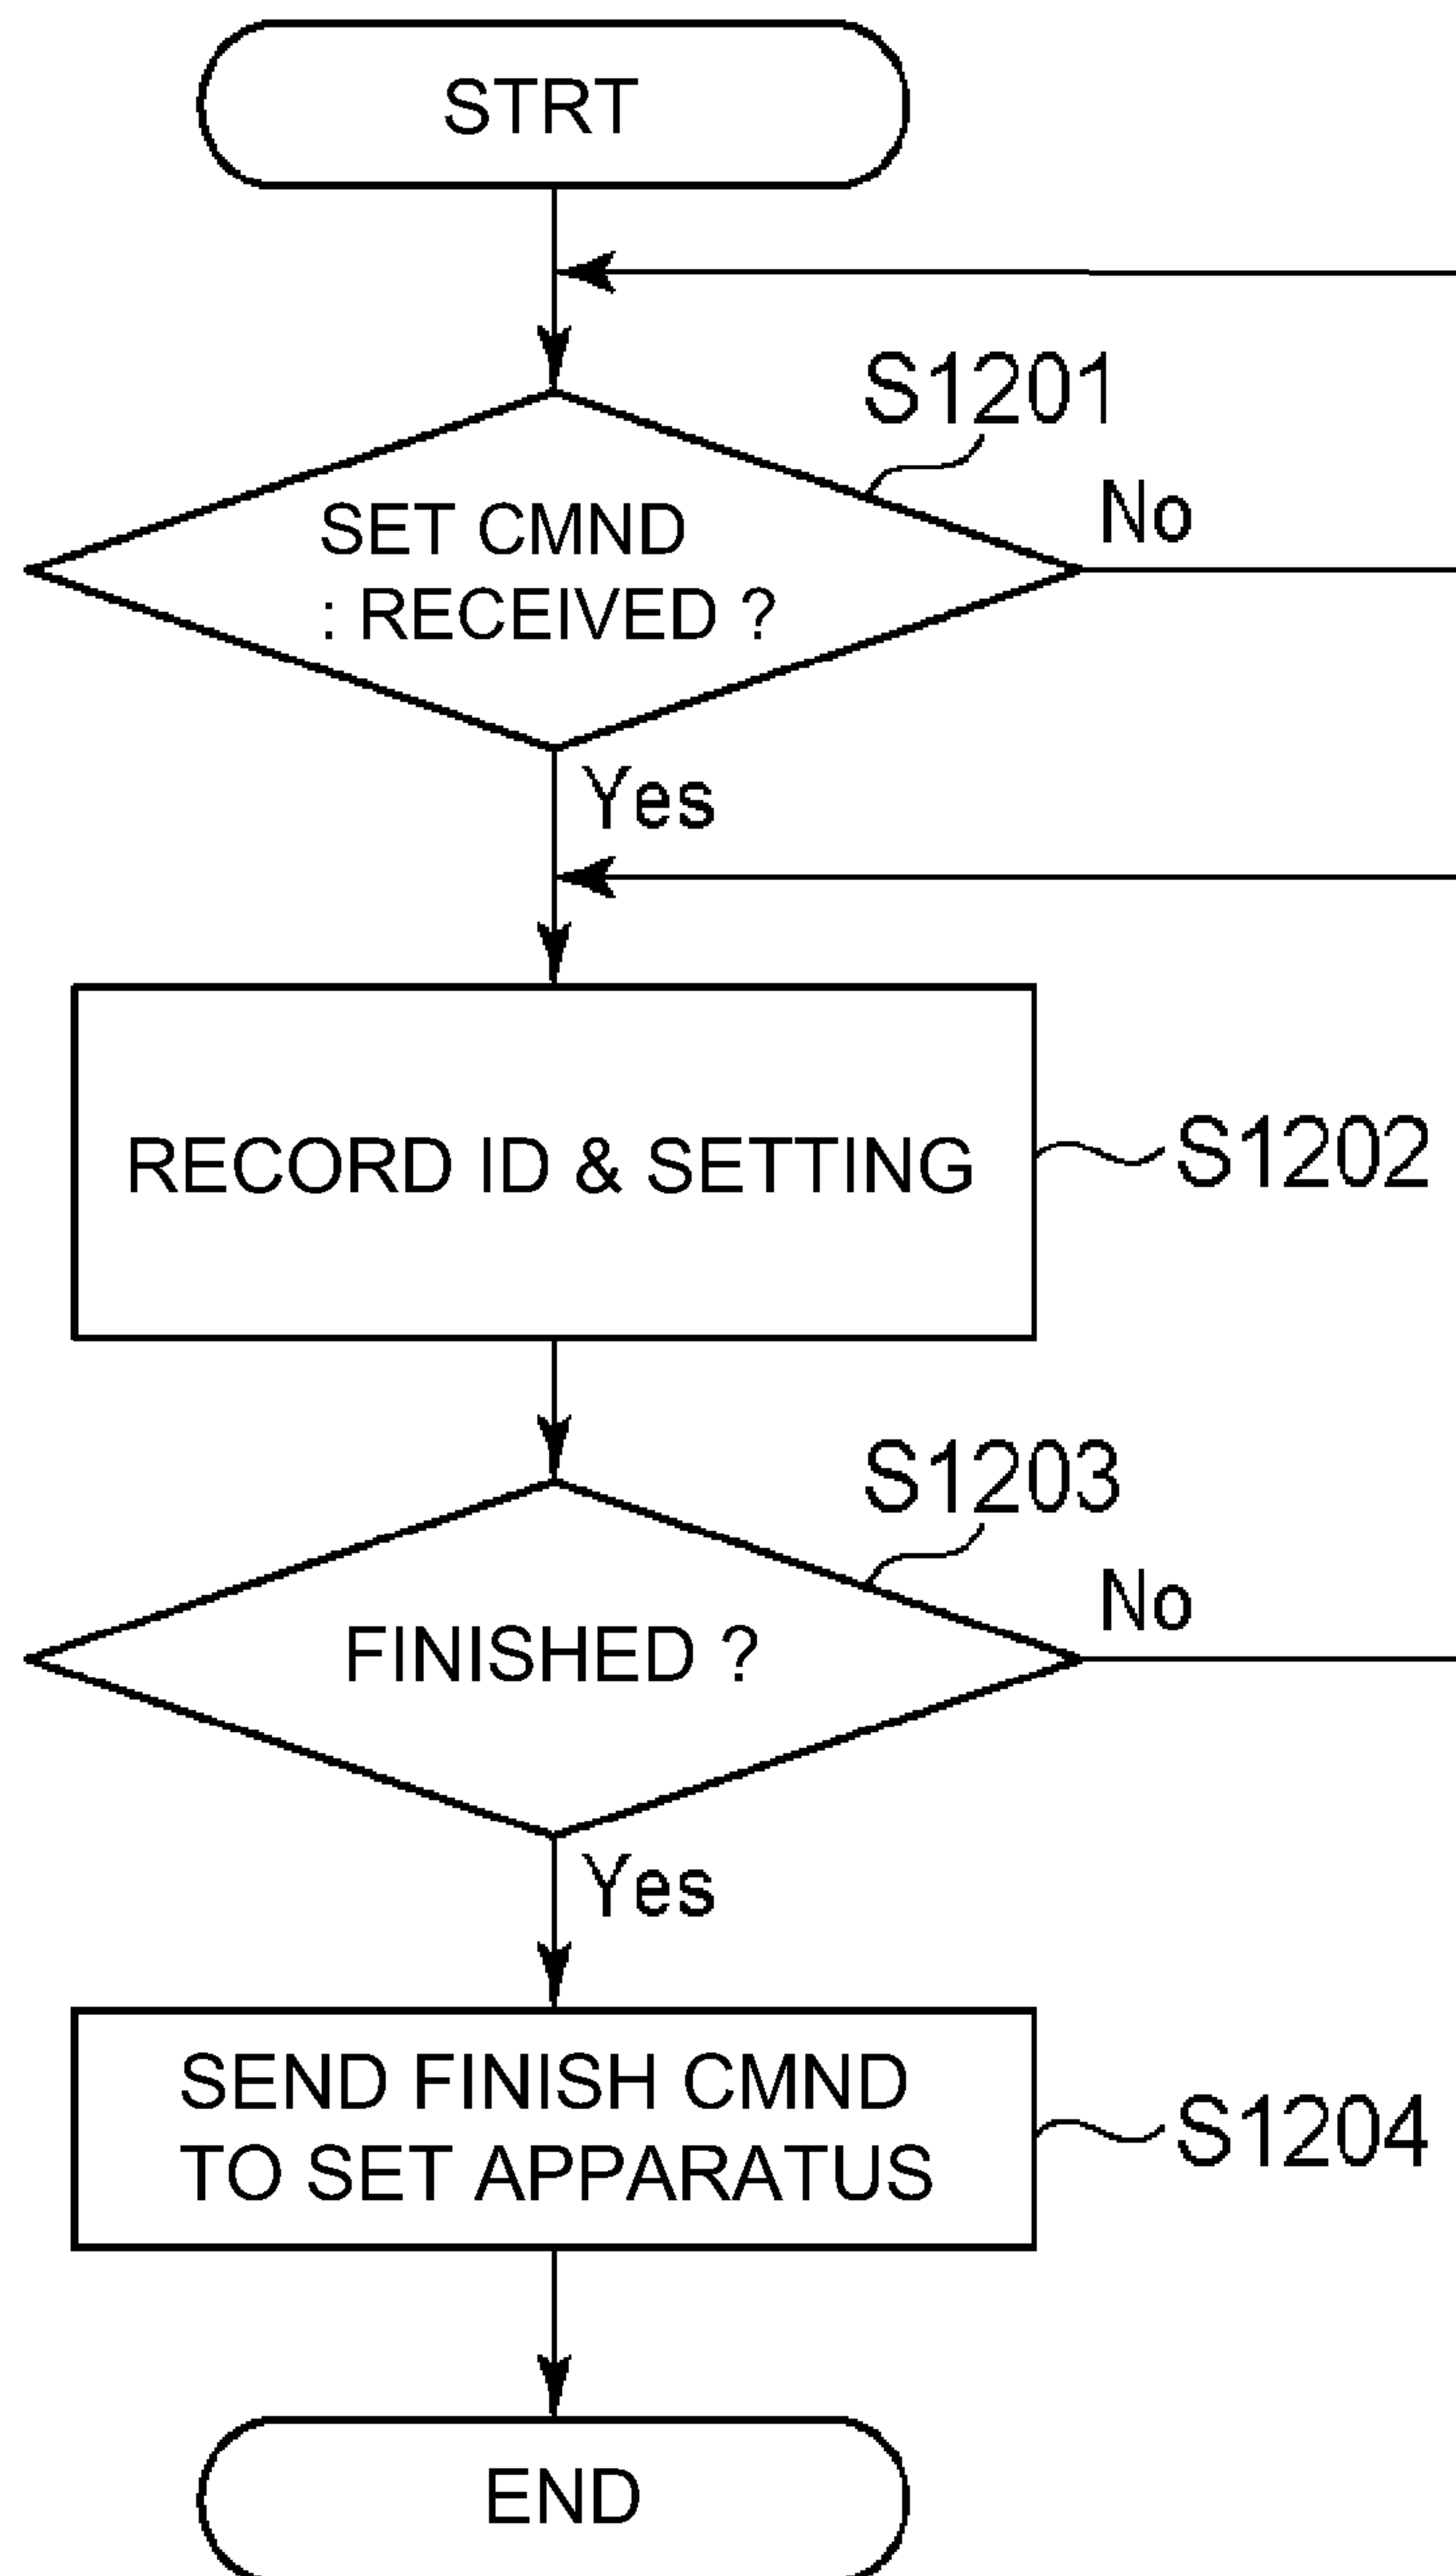 STRT
S1201
SET CMND
: RECEIVED ?
No
Yes
RECORD ID & SETTING
S1202
S1203
FINISHED ?
No
Yes
SEND FINISH CMND
TO SET APPARATUS
S1204
END